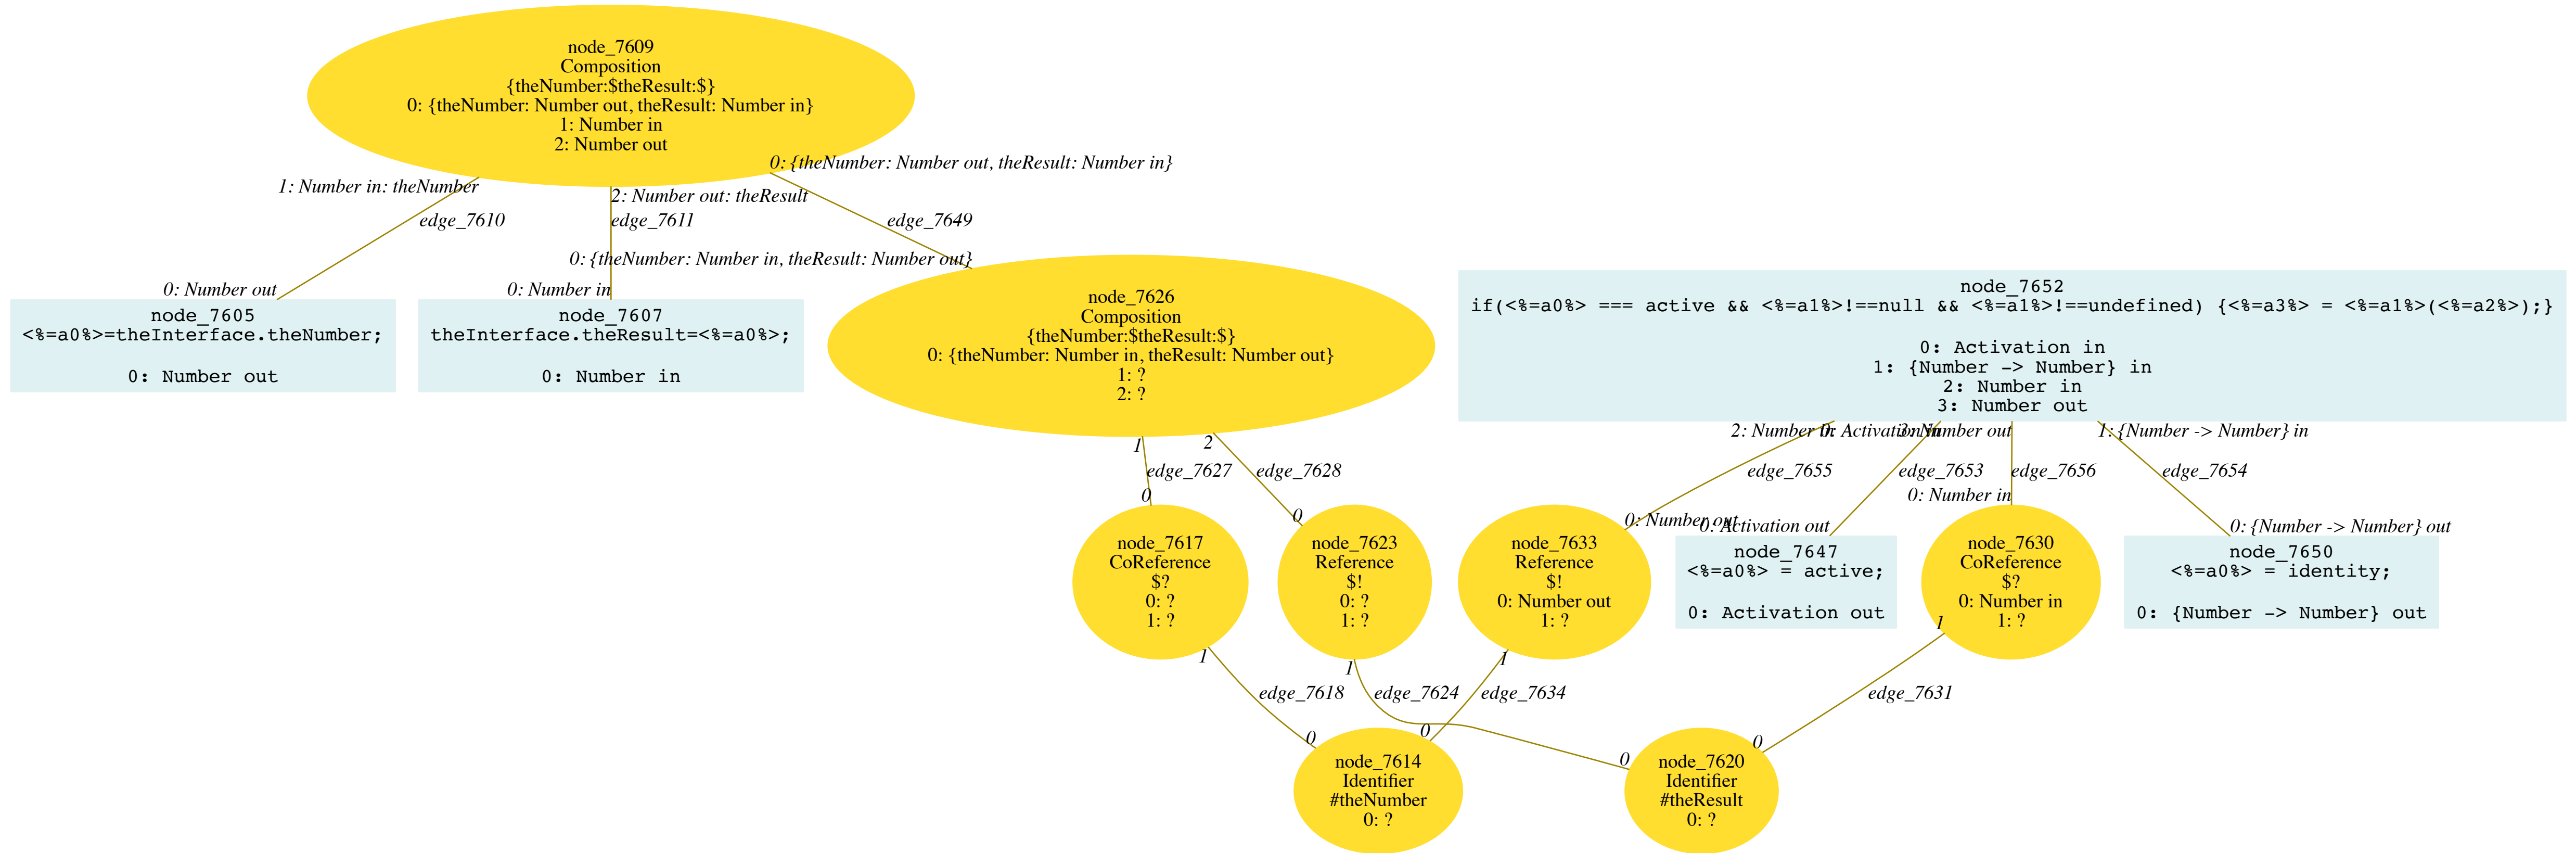 node_7609
Composition
{theNumber:$theResult:$}
0: {theNumber: Number out, theResult: Number in}
1: Number in
2: Number out
0: {theNumber: Number out, theResult: Number in}
1: Number in: theNumber
2: Number out: theResult
edge_7610
edge_7611
edge_7649
0: {theNumber: Number in, theResult: Number out}
0: Number out
0: Number in
node_7605
<%=a0%>=theInterface.theNumber;
0: Number out
node_7607
theInterface.theResult=<%=a0%>;
0: Number in
node_7626
Composition
{theNumber:$theResult:$}
0: {theNumber: Number in, theResult: Number out}
1: ?
2: ?
node_7652
if(<%=a0%> === active && <%=a1%>!==null && <%=a1%>!==undefined) {<%=a3%> = <%=a1%>(<%=a2%>);}
0: Activation in
1: {Number -> Number} in
2: Number in
3: Number out
1
2
2: Number in
0: Activation in
3: Number out
1: {Number -> Number} in
edge_7627
edge_7628
edge_7655
edge_7653
edge_7656
edge_7654
0
0
0: Number out
0: Activation out
0: Number in
0: {Number -> Number} out
node_7617
CoReference
$?
0: ?
1: ?
node_7623
Reference
$!
0: ?
1: ?
node_7633
Reference
$!
0: Number out
1: ?
node_7647
<%=a0%> = active;
0: Activation out
node_7630
CoReference
$?
0: Number in
1: ?
node_7650
<%=a0%> = identity;
0: {Number -> Number} out
1
1
1
1
edge_7618
edge_7624
edge_7634
edge_7631
0
0
0
0
node_7614
Identifier
#theNumber
0: ?
node_7620
Identifier
#theResult
0: ?